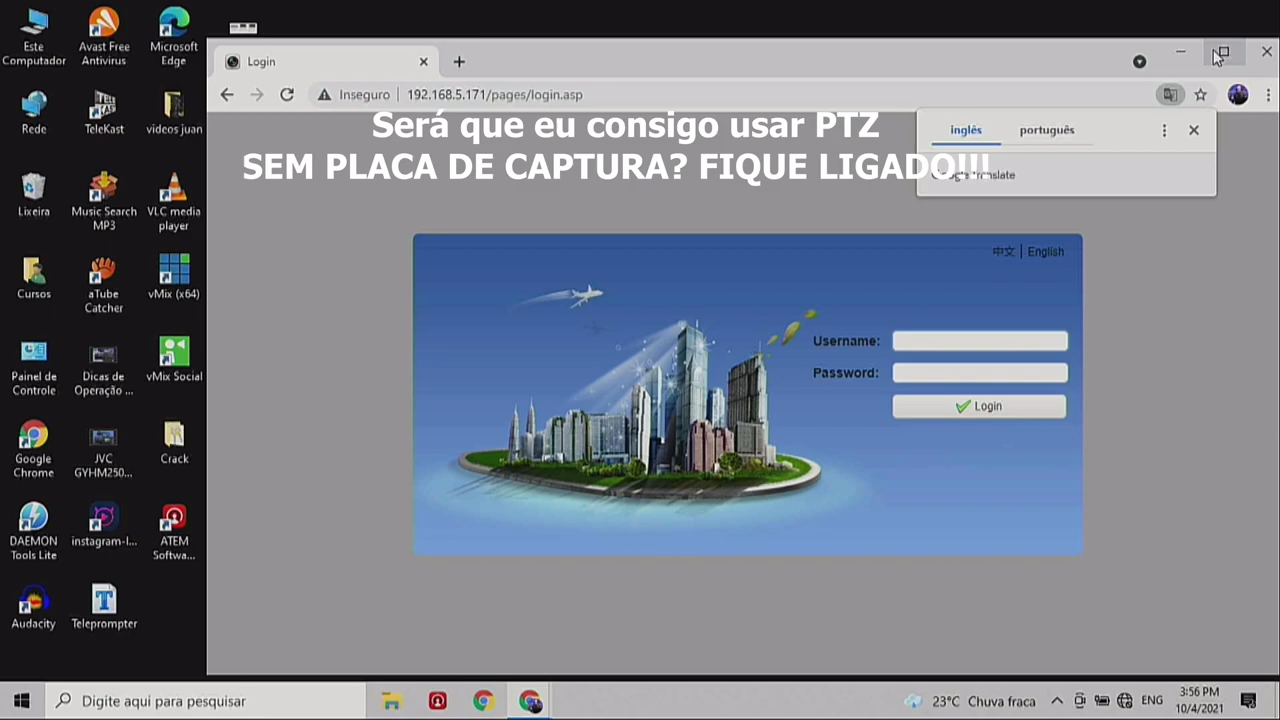 Este
Computador
Avast Free
Antivirus
Microsoft
Edge
Rede
TeleKast
videos juan
Lixeira
Music Search
MP3
VLC media
player
Cursos
aTube
Catcher
vMix (x64)
Painel de
Controle
Dicas de
Operação ...
vMix Social
Google
Chrome
JVC
GYHM250...
Crack
DAEMON
Tools Lite
instagram-l...
ATEM
Softwa...
Audacity
Teleprompter
Login
Inseguro
192.168.5.171/pages/login.asp
Será que eu consigo usar PTZ
SEM PLACA DE CAPTURA? FIQUE LIGADO!!!
inglês
português
Google Translate
中文 | English
Username:
Password:
Login
Digite aqui para pesquisar
23°C Chuva fraca
ENG
3:56 PM
10/4/2021